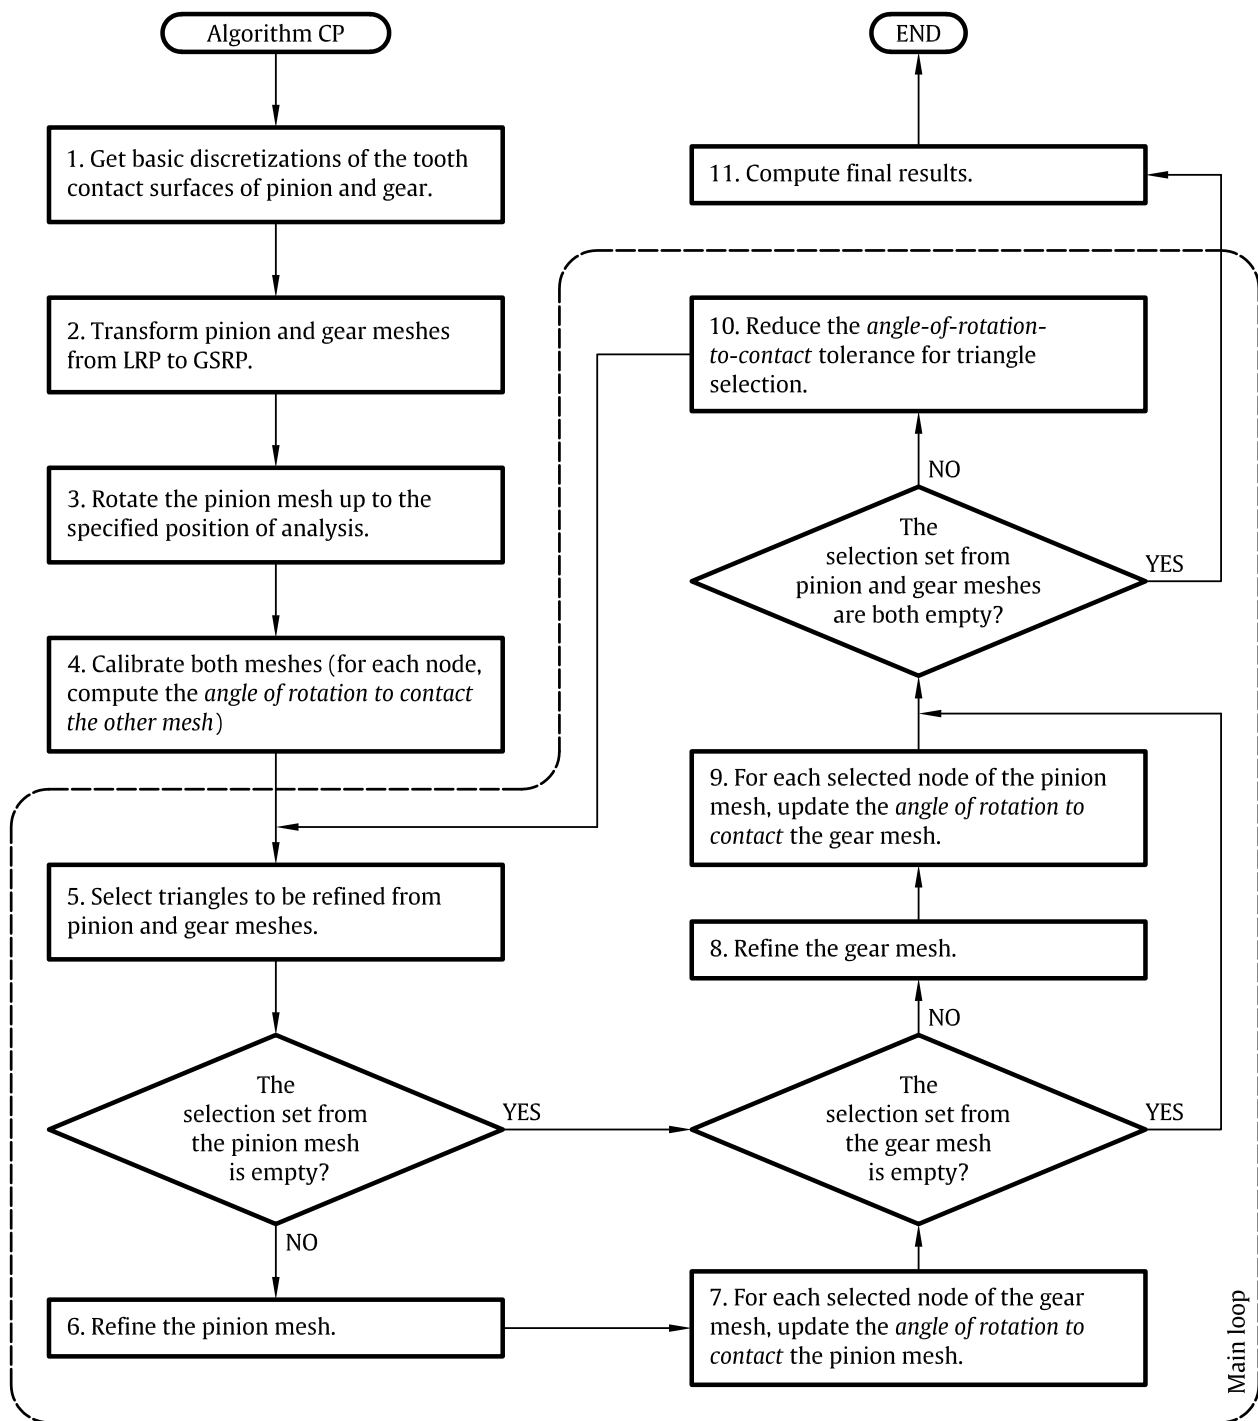 Algorithm CP
1. Get basic discretizations of the tooth
contact surfaces of pinion and gear.
2. Transform pinion and gear meshes
from LRP to GSRP.
3. Rotate the pinion mesh up to the
specified position of analysis.
4. Calibrate both meshes (for each node,
compute the angle of rotation to contact
the other mesh)
5. Select triangles to be refined from
pinion and gear meshes.
The
selection set from
the pinion mesh
is empty?
YES
NO
6. Refine the pinion mesh.
7. For each selected node of the gear
mesh, update the angle of rotation to
contact the pinion mesh.
The
selection set from
the gear mesh
is empty?
YES
NO
8. Refine the gear mesh.
9. For each selected node of the pinion
mesh, update the angle of rotation to
contact the gear mesh.
The
selection set from
pinion and gear meshes
are both empty?
YES
NO
10. Reduce the angle-of-rotation-
to-contact tolerance for triangle
selection.
11. Compute final results.
END
Main loop